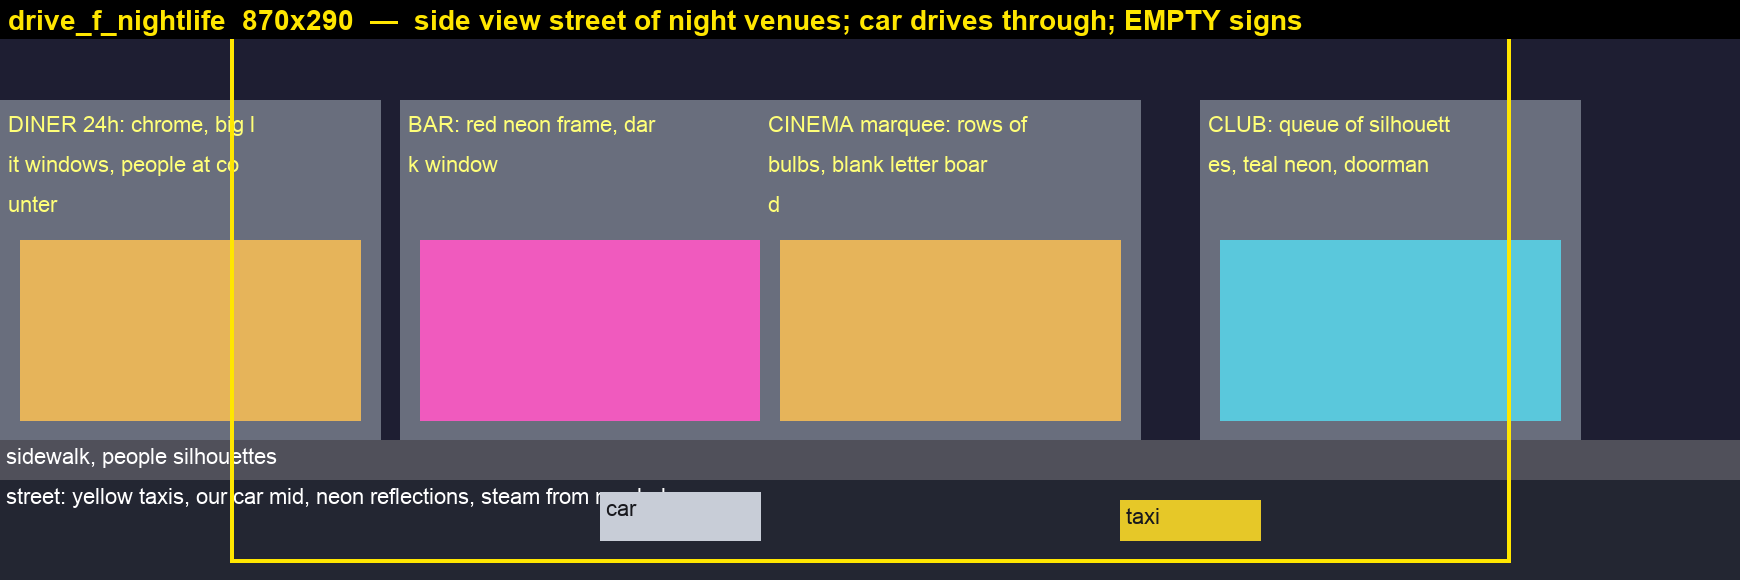 drive_f_nightlife 870x290 — side view street of night venues; car drives through; EMPTY signs
DINER 24h: chrome, big l
it windows, people at co
unter
BAR: red neon frame, dar
k window
CINEMA marquee: rows of
bulbs, blank letter boar
d
CLUB: queue of silhouett
es, teal neon, doorman
sidewalk, people silhouettes
street: yellow taxis, our car mid, neon reflections, steam from
car
taxi